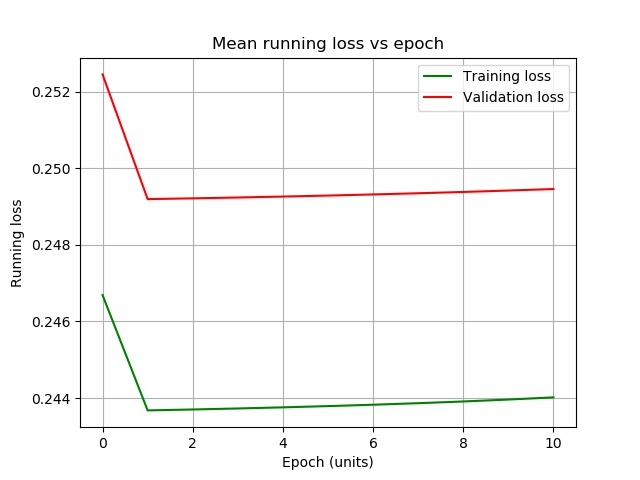 Mean running loss vs epoch
Training loss
Validation loss
0.252
0.250
0.248
0.246
0.244
Running loss
0 2 4 6 8 10
Epoch (units)